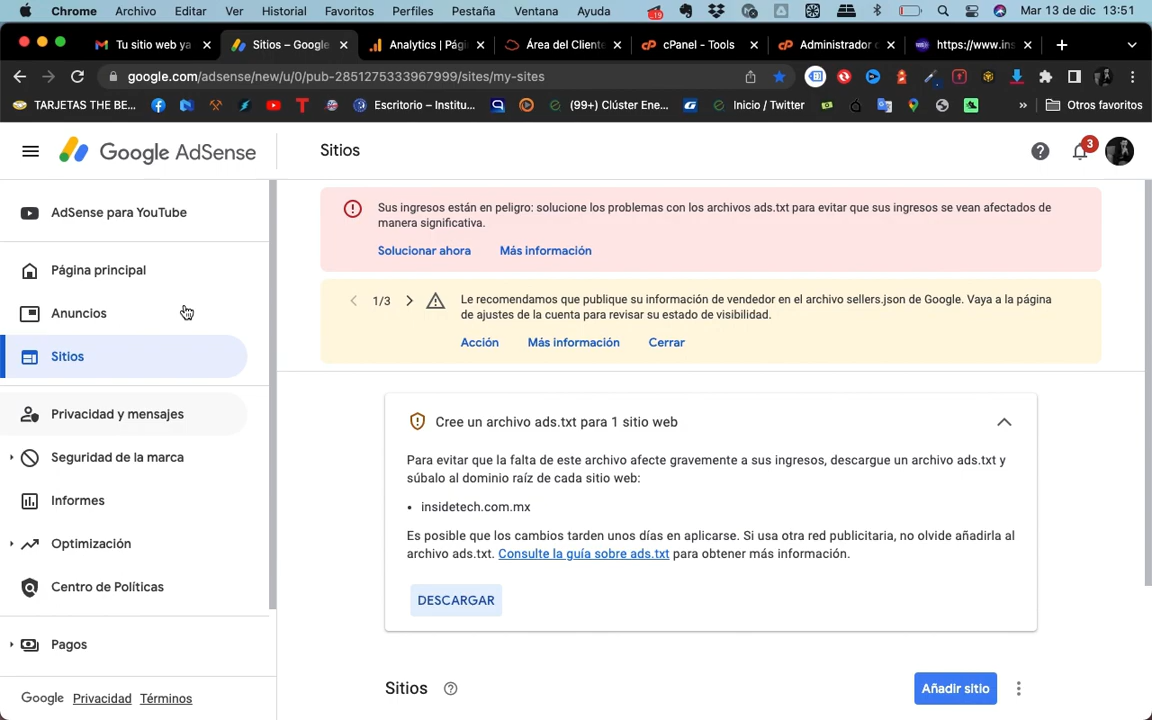 Chrome Archivo Editar Ver Historial Favoritos Perfiles Pestaña Ventana Ayuda Mar 13 de dic 13:51
Tu sitio web ya Sitios – Google Analytics | Pági Área del Cliente cPanel - Tools Administrador c https://www.ins
google.com/adsense/new/u/0/pub-2851275333967999/sites/my-sites
TARJETAS THE BE... Escritorio – Institu... (99+) Clúster Ene... Inicio / Twitter » Otros favoritos
Google AdSense
Sitios
3
AdSense para YouTube
Página principal
Anuncios
Sitios
Privacidad y mensajes
Seguridad de la marca
Informes
Optimización
Centro de Políticas
Pagos
Google Privacidad Términos
Sus ingresos están en peligro: solucione los problemas con los archivos ads.txt para evitar que sus ingresos se vean afectados de
manera significativa.
Solucionar ahora Más información
1/3
Le recomendamos que publique su información de vendedor en el archivo sellers.json de Google. Vaya a la página
de ajustes de la cuenta para revisar su estado de visibilidad.
Acción Más información Cerrar
Cree un archivo ads.txt para 1 sitio web
Para evitar que la falta de este archivo afecte gravemente a sus ingresos, descargue un archivo ads.txt y
súbalo al dominio raíz de cada sitio web:
• insidetech.com.mx
Es posible que los cambios tarden unos días en aplicarse. Si usa otra red publicitaria, no olvide añadirla al
archivo ads.txt. Consulte la guía sobre ads.txt para obtener más información.
DESCARGAR
Sitios
Añadir sitio